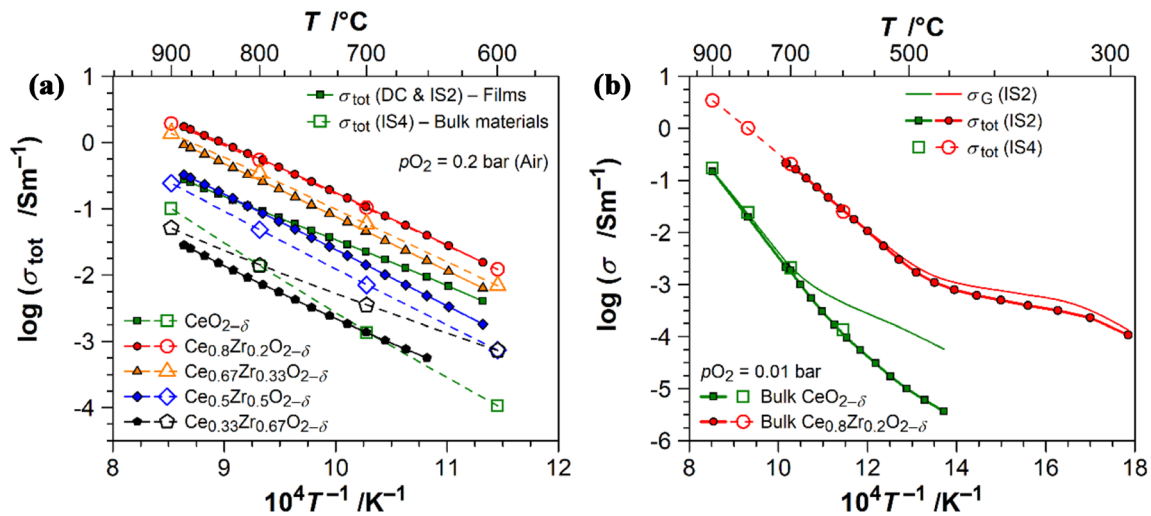 (a)
T /°C
900 800 700 600
log (σtot /Sm⁻¹)
1
0
-1
-2
-3
-4
σtot (DC & IS2) – Films
σtot (IS4) – Bulk materials
pO2 = 0.2 bar (Air)
CeO2–δ
Ce0.8Zr0.2O2–δ
Ce0.67Zr0.33O2–δ
Ce0.5Zr0.5O2–δ
Ce0.33Zr0.67O2–δ
8 9 10 11 12
10⁴T⁻¹ /K⁻¹
(b)
T /°C
900 700 500 300
log (σ /Sm⁻¹)
1
0
-1
-2
-3
-4
-5
-6
σG (IS2)
σtot (IS2)
σtot (IS4)
pO2 = 0.01 bar
Bulk CeO2–δ
Bulk Ce0.8Zr0.2O2–δ
8 10 12 14 16 18
10⁴T⁻¹ /K⁻¹